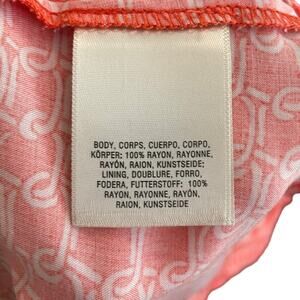 BODY, CORPS, CUERPO, CORPO,
KÖRPER: 100% RAYON, RAYONNE,
RAYÓN, RAION, KUNSTSEIDE;
LINING, DOUBLURE, FORRO,
FODERA, FUTTERSTOFF: 100%
RAYON, RAYONNE, RAYÓN,
RAION, KUNSTSEIDE